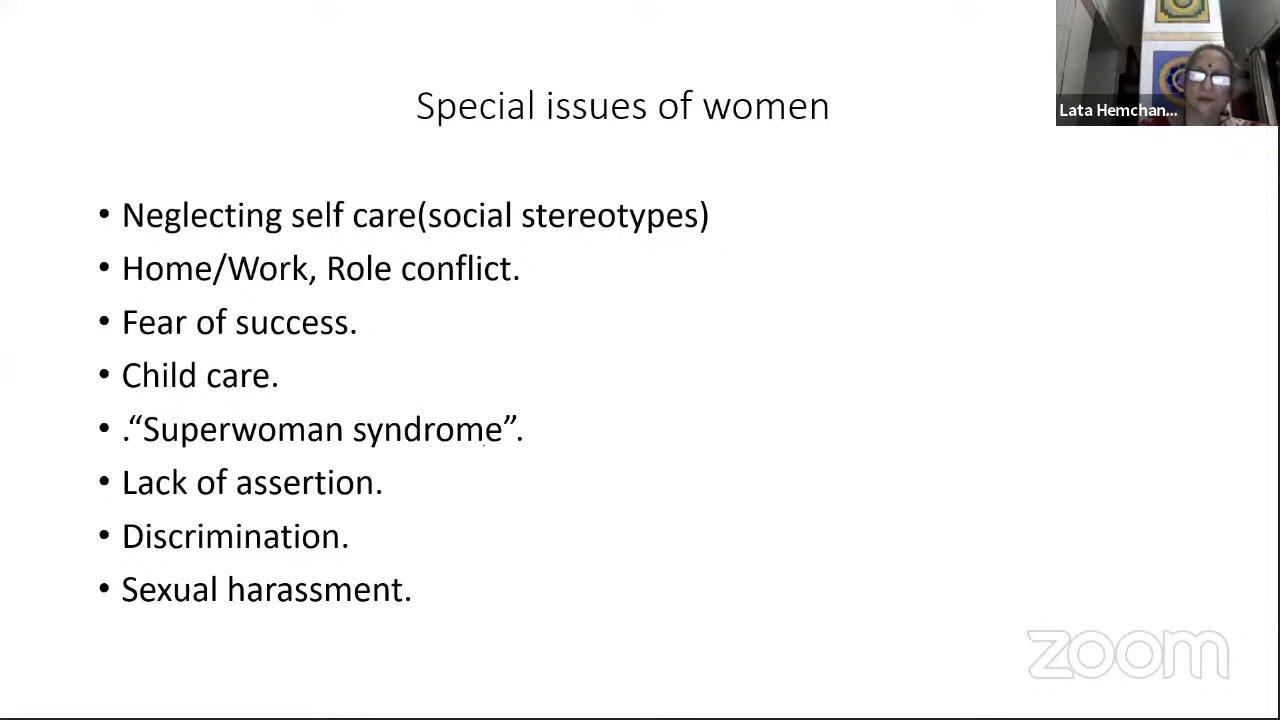 Special issues of women
Lata Hemchan...
• Neglecting self care(social stereotypes)
• Home/Work, Role conflict.
• Fear of success.
• Child care.
• .“Superwoman syndrome”.
• Lack of assertion.
• Discrimination.
• Sexual harassment.
zoom